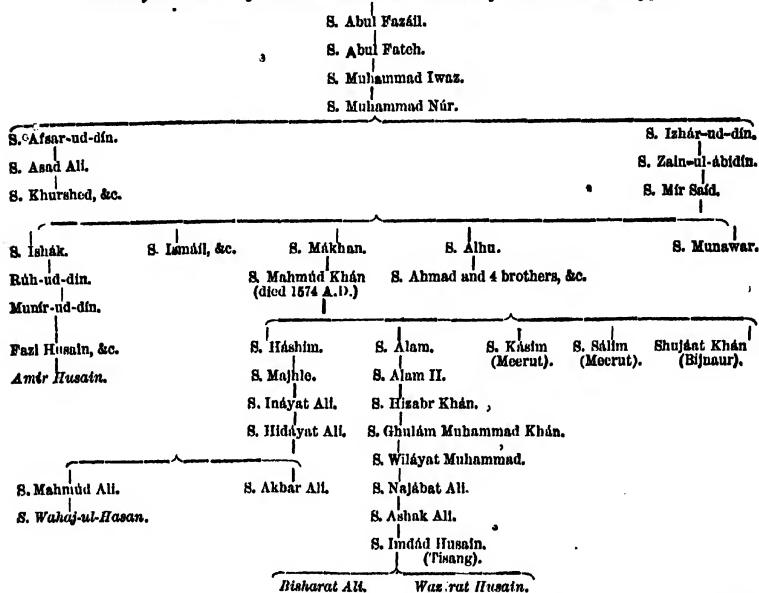 S. Abul Fazáil.
S. Abul Fateh.
S. Muhammad Iwaz.
S. Muhammad Núr.
S. Afsar-ud-dín. S. Izhár-ud-dín.
S. Asad Ali. S. Zain-ul-ábidín.
S. Khurshed, &c. S. Mír Saíd.
S. Ishák. S. Ismáíl, &c. S. Mákhan. S. Alhu. S. Munawar.
Rúh-ud-dín. S. Mahmúd Khán S. Ahmad and 4 brothers, &c.
(died 1574 A.D.)
Munír-ud-dín.
Fazl Husain, &c. S. Háshim. S. Alam. S. Kásim S. Sálim Shujáat Khán
(Meerut). (Meerut). (Bijnaur).
Amír Husain. S. Majhle. S. Alam II.
S. Ináyat Ali. S. Hizabr Khán.
S. Hidáyat Ali. S. Ghulám Muhammad Khán.
S. Wiláyat Muhammad.
S. Mahmúd Ali. S. Akbar Ali. S. Najábat Ali.
S. Wahaj-ul-Hasan. S. Ashak Ali.
S. Imdád Husain.
(Tisang).
Bisharat Ali. Wazirat Husain.